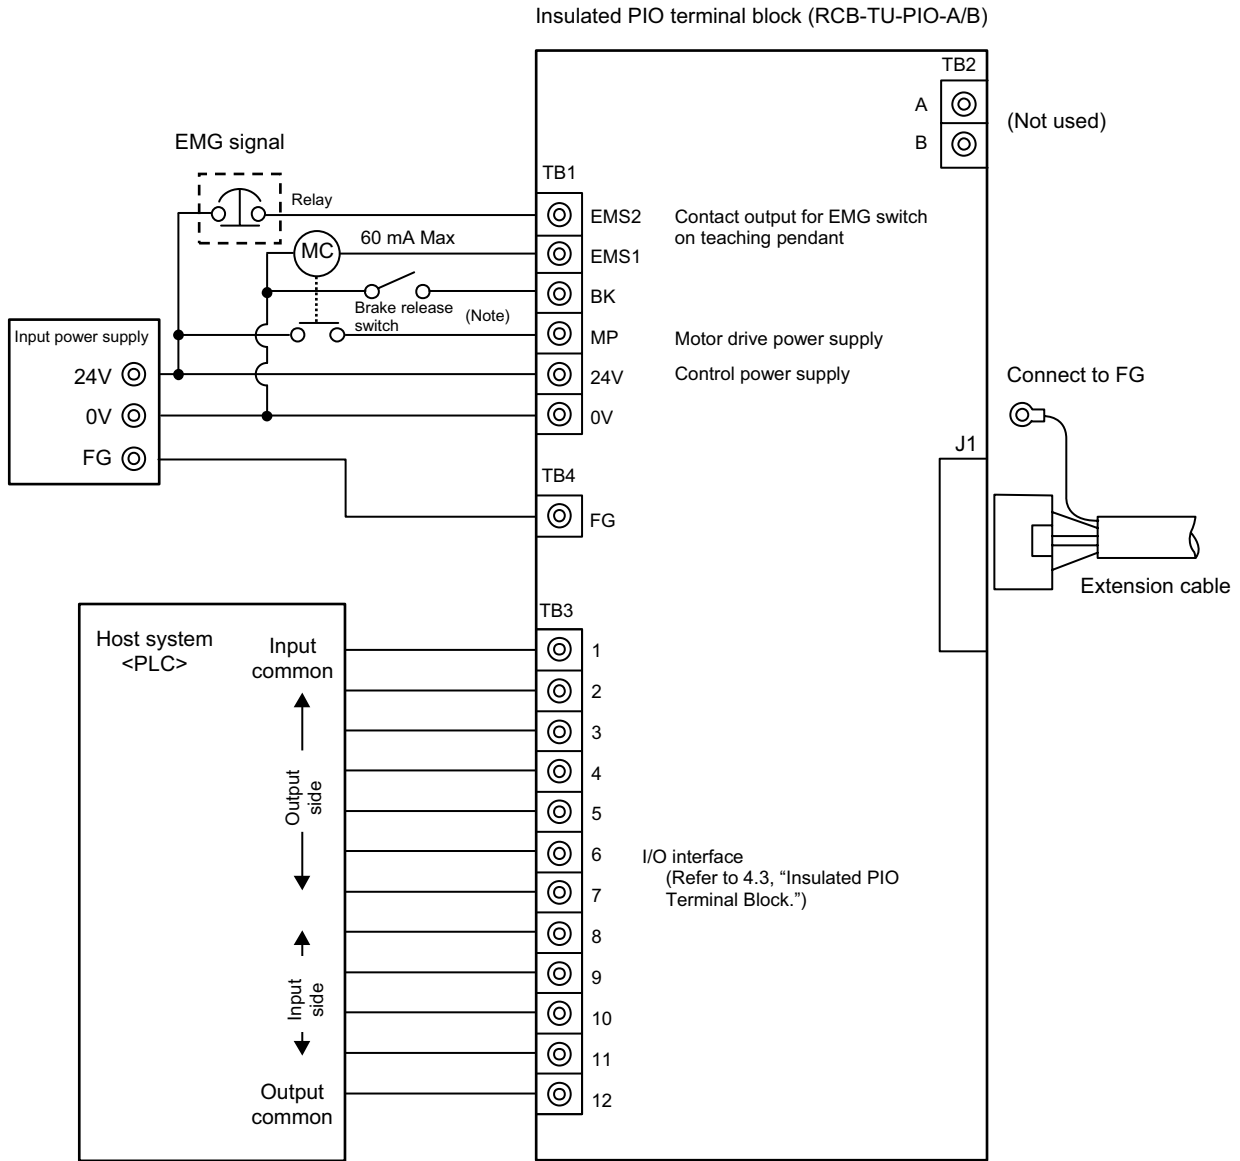 Insulated PIO terminal block (RCB-TU-PIO-A/B)
TB2
A
B
(Not used)
EMG signal
Relay
TB1
EMS2
Contact output for EMG switch
on teaching pendant
MC
60 mA Max
EMS1
BK
Brake release
switch
(Note)
MP
Motor drive power supply
Input power supply
24V
24V
Control power supply
0V
0V
FG
Connect to FG
J1
TB4
FG
Extension cable
Host system
<PLC>
Input
common
Output
side
Input
side
Output
common
TB3
1
2
3
4
5
6
7
8
9
10
11
12
I/O interface
(Refer to 4.3, “Insulated PIO
Terminal Block.”)